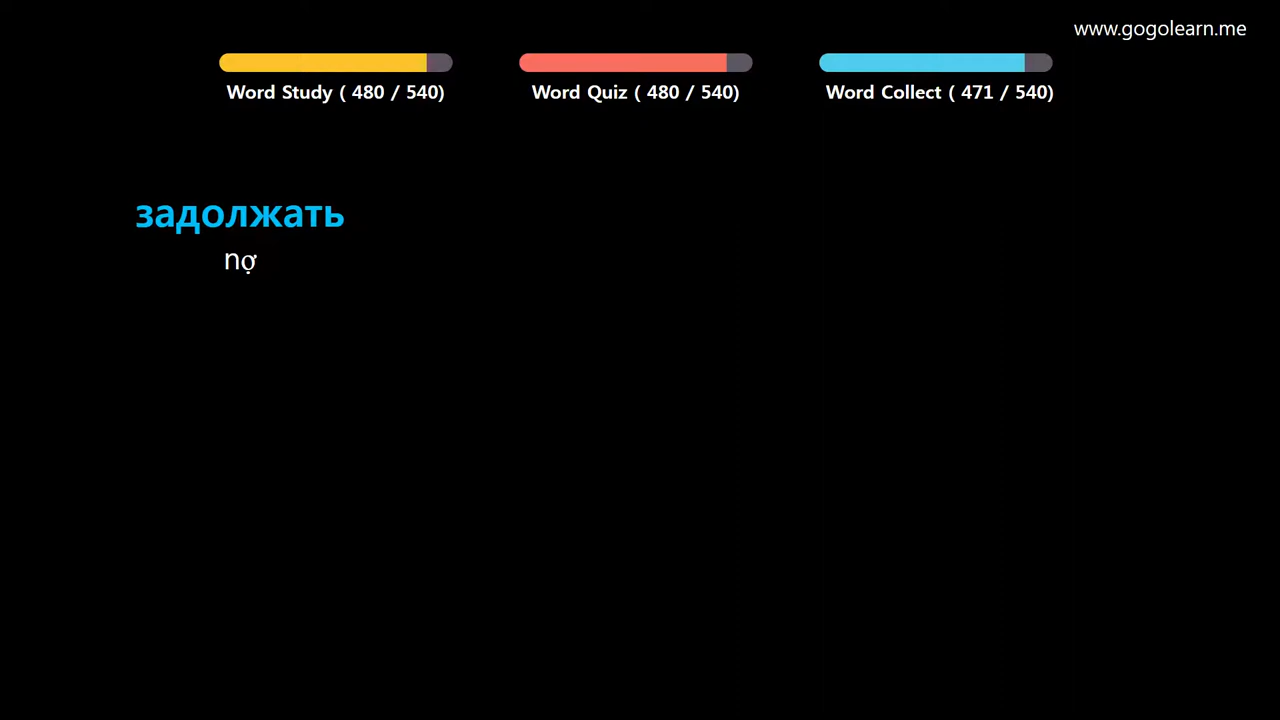 www.gogolearn.me
Word Study ( 480 / 540)
Word Quiz ( 480 / 540)
Word Collect ( 471 / 540)
задолжать
nợ